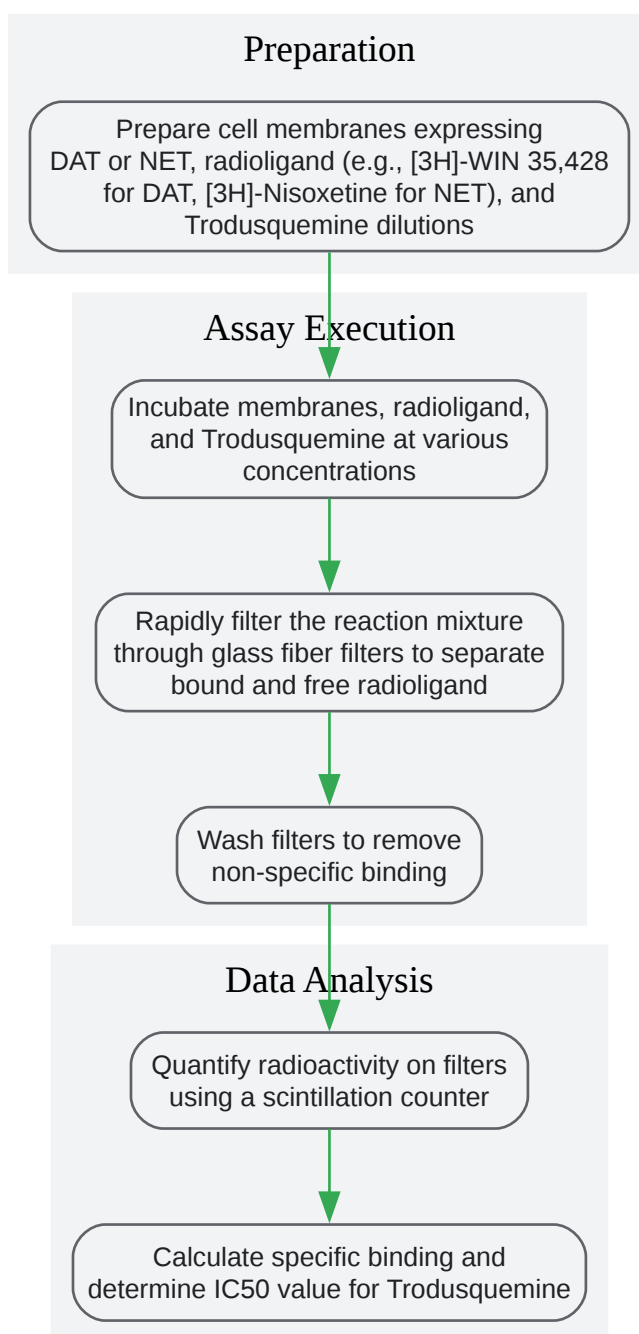 Preparation
Prepare cell membranes expressing
DAT or NET, radioligand (e.g., [3H]-WIN 35,428
for DAT, [3H]-Nisoxetine for NET), and
Trodusquemine dilutions
Assay Execution
Incubate membranes, radioligand,
and Trodusquemine at various
concentrations
Rapidly filter the reaction mixture
through glass fiber filters to separate
bound and free radioligand
Wash filters to remove
non-specific binding
Data Analysis
Quantify radioactivity on filters
using a scintillation counter
Calculate specific binding and
determine IC50 value for Trodusquemine